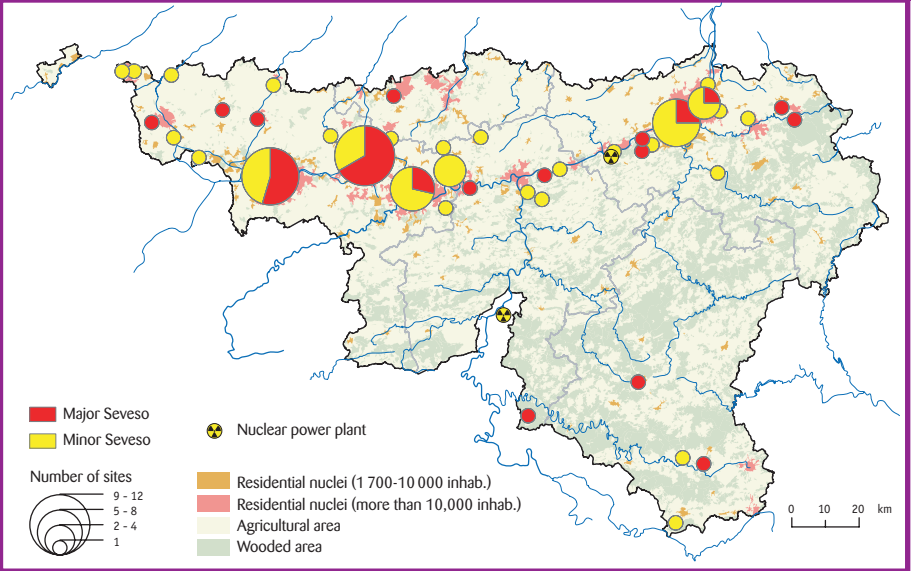 Major Seveso
Minor Seveso
Nuclear power plant
Number of sites
9 - 12
5 - 8
2 - 4
1
Residential nuclei (1 700-10 000 inhab.)
Residential nuclei (more than 10,000 inhab.)
Agricultural area
Wooded area
0 10 20 km